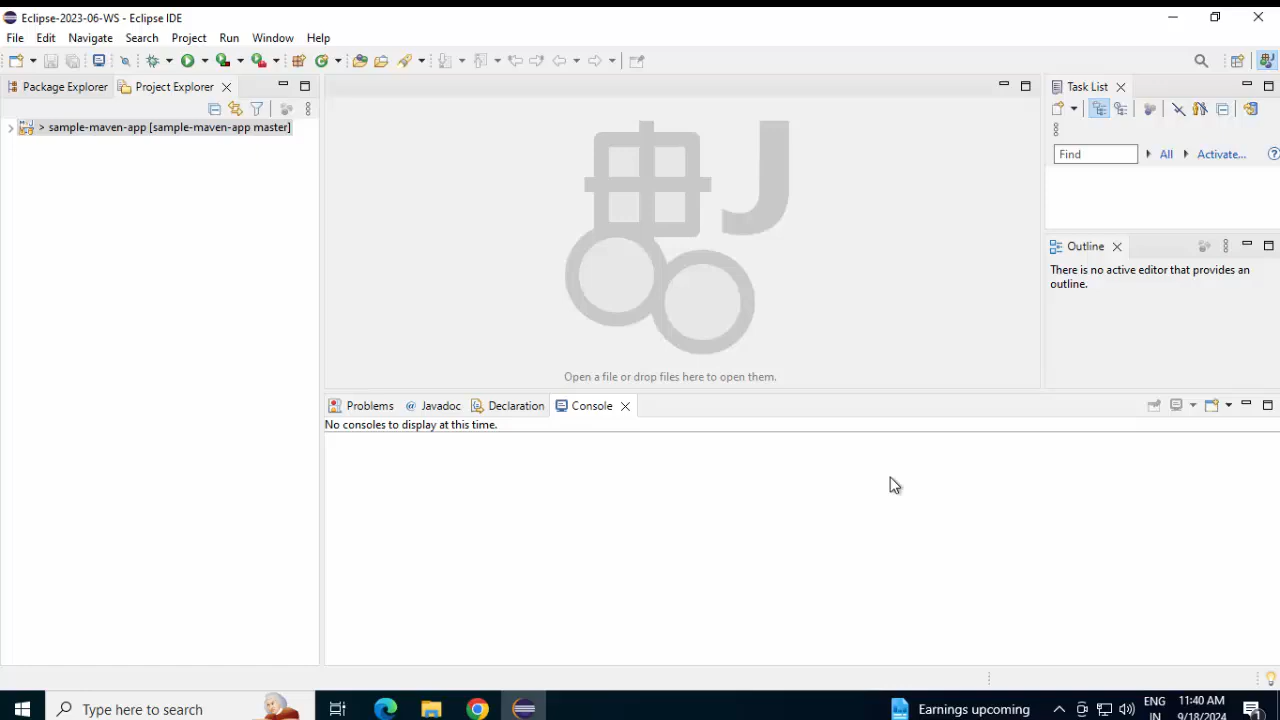 Eclipse-2023-06-WS - Eclipse IDE
File Edit Navigate Search Project Run Window Help
Package Explorer Project Explorer
> sample-maven-app [sample-maven-app master]
Open a file or drop files here to open them.
Task List
Find All Activate...
Outline
There is no active editor that provides an
outline.
Problems @ Javadoc Declaration Console
No consoles to display at this time.
Type here to search
Earnings upcoming
ENG
IN
11:40 AM
9/18/2024
1